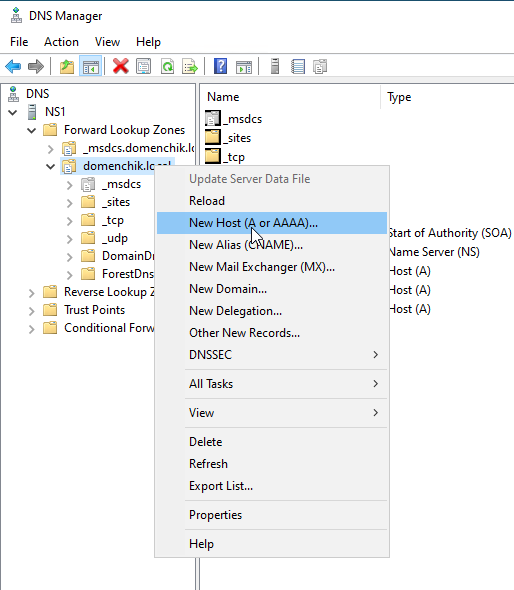 DNS Manager
File Action View Help
DNS
NS1
Forward Lookup Zones
_msdcs.domenchik.lo
domenchik.local
_msdcs
_sites
_tcp
_udp
DomainDn
ForestDns
Reverse Lookup Z
Trust Points
Conditional Forw
Name Type
_msdcs
_sites
_tcp
Start of Authority (SOA)
Name Server (NS)
Host (A)
Host (A)
Host (A)
Update Server Data File
Reload
New Host (A or AAAA)...
New Alias (CNAME)...
New Mail Exchanger (MX)...
New Domain...
New Delegation...
Other New Records...
DNSSEC
All Tasks
View
Delete
Refresh
Export List...
Properties
Help